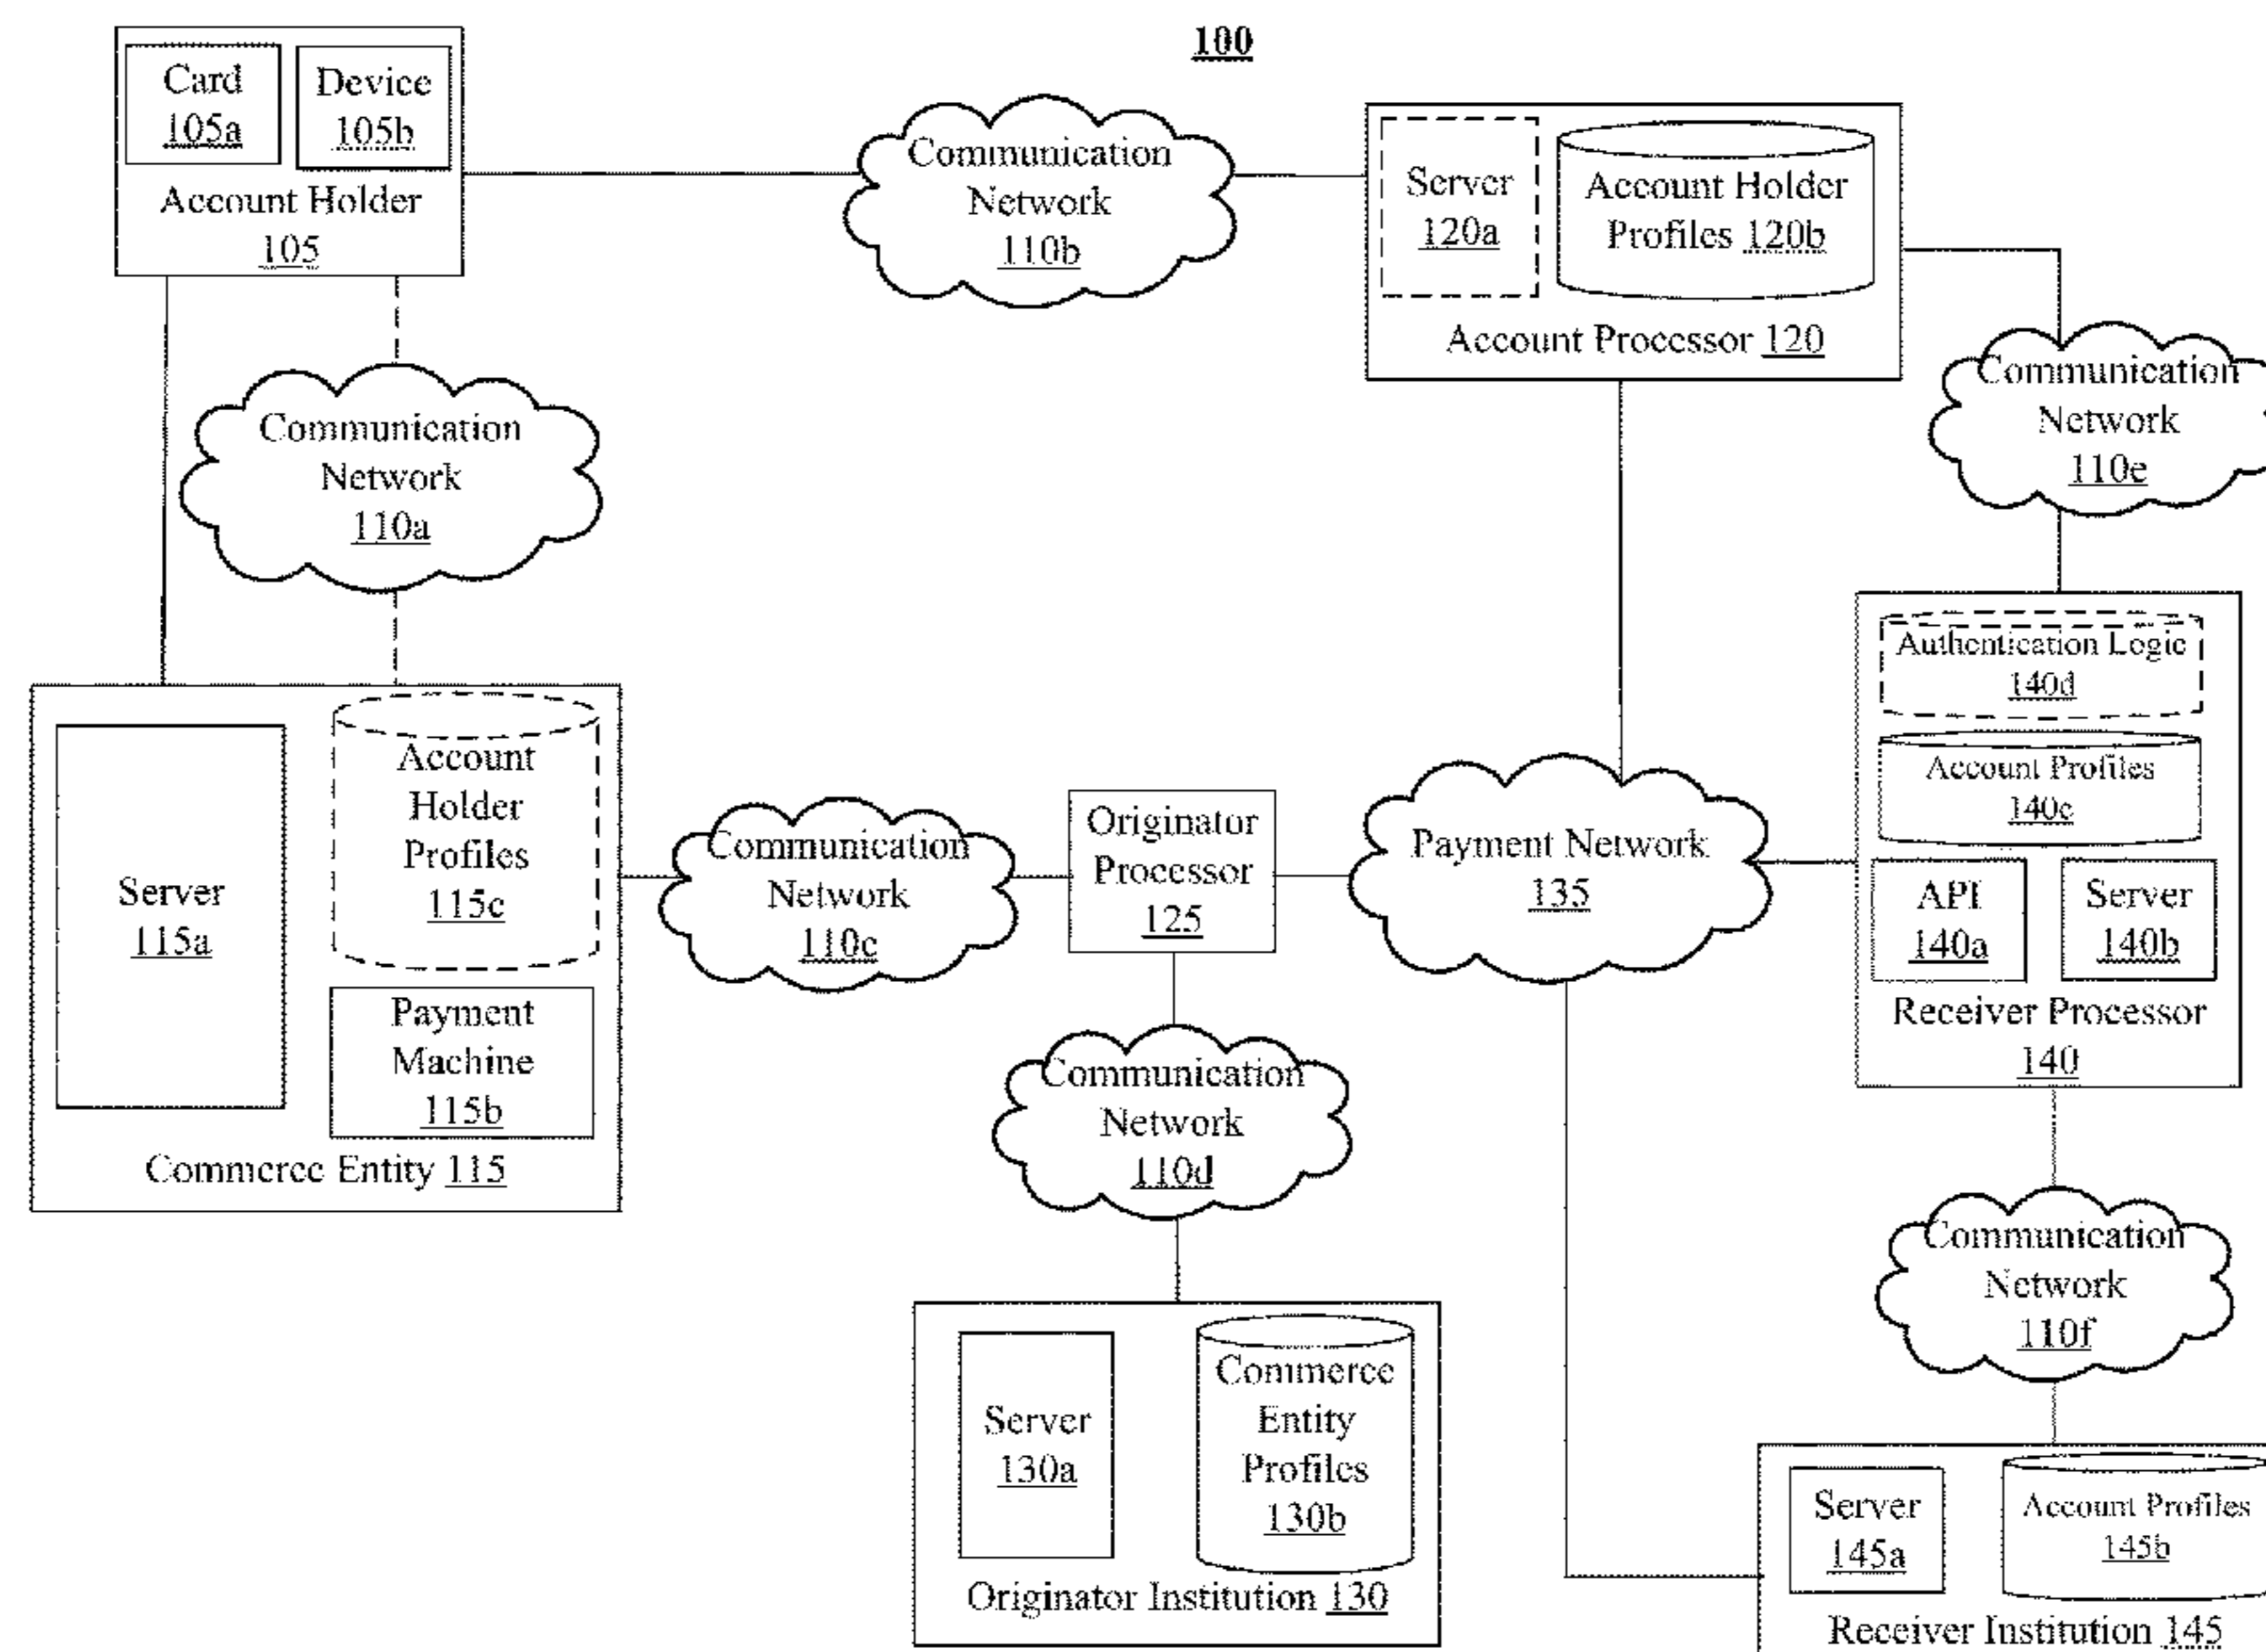 100
Card
105a
Device
105b
Account Holder
105
Communication
Network
110b
Server
120a
Account Holder
Profiles 120b
Account Processor 120
Communication
Network
110a
Communication
Network
110e
Authentication Logic
140d
Account Profiles
140c
API
140a
Server
140b
Receiver Processor
140
Server
115a
Account
Holder
Profiles
115c
Payment
Machine
115b
Commerce Entity 115
Communication
Network
110c
Originator
Processor
125
Payment Network
135
Communication
Network
110d
Communication
Network
110f
Server
130a
Commerce
Entity
Profiles
130b
Originator Institution 130
Server
145a
Account Profiles
145b
Receiver Institution 145